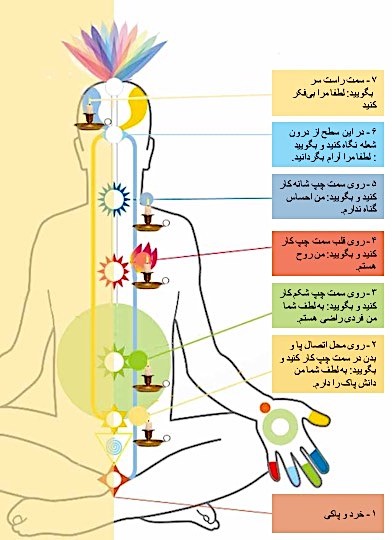 ۷- سمت راست سر
بگویید: لطفا مرا بی‌فکر
کنید
۶- در این سطح از درون
شعله نگاه کنید و بگویید
: لطفا مرا آرام بگردانید.
۵- روی سمت چپ شانه کار
کنید و بگویید: من احساس
گناه ندارم.
۴- روی قلب سمت چپ کار
کنید و بگویید: من روح
هستم.
۳- روی سمت چپ شکم کار
کنید و بگویید: به لطف شما
من فردی راضی هستم.
۲- روی محل اتصال پا و
بدن در سمت چپ کار کنید و
بگویید: به لطف شما من
دانش پاک را دارم.
۱- خرد و پاکی